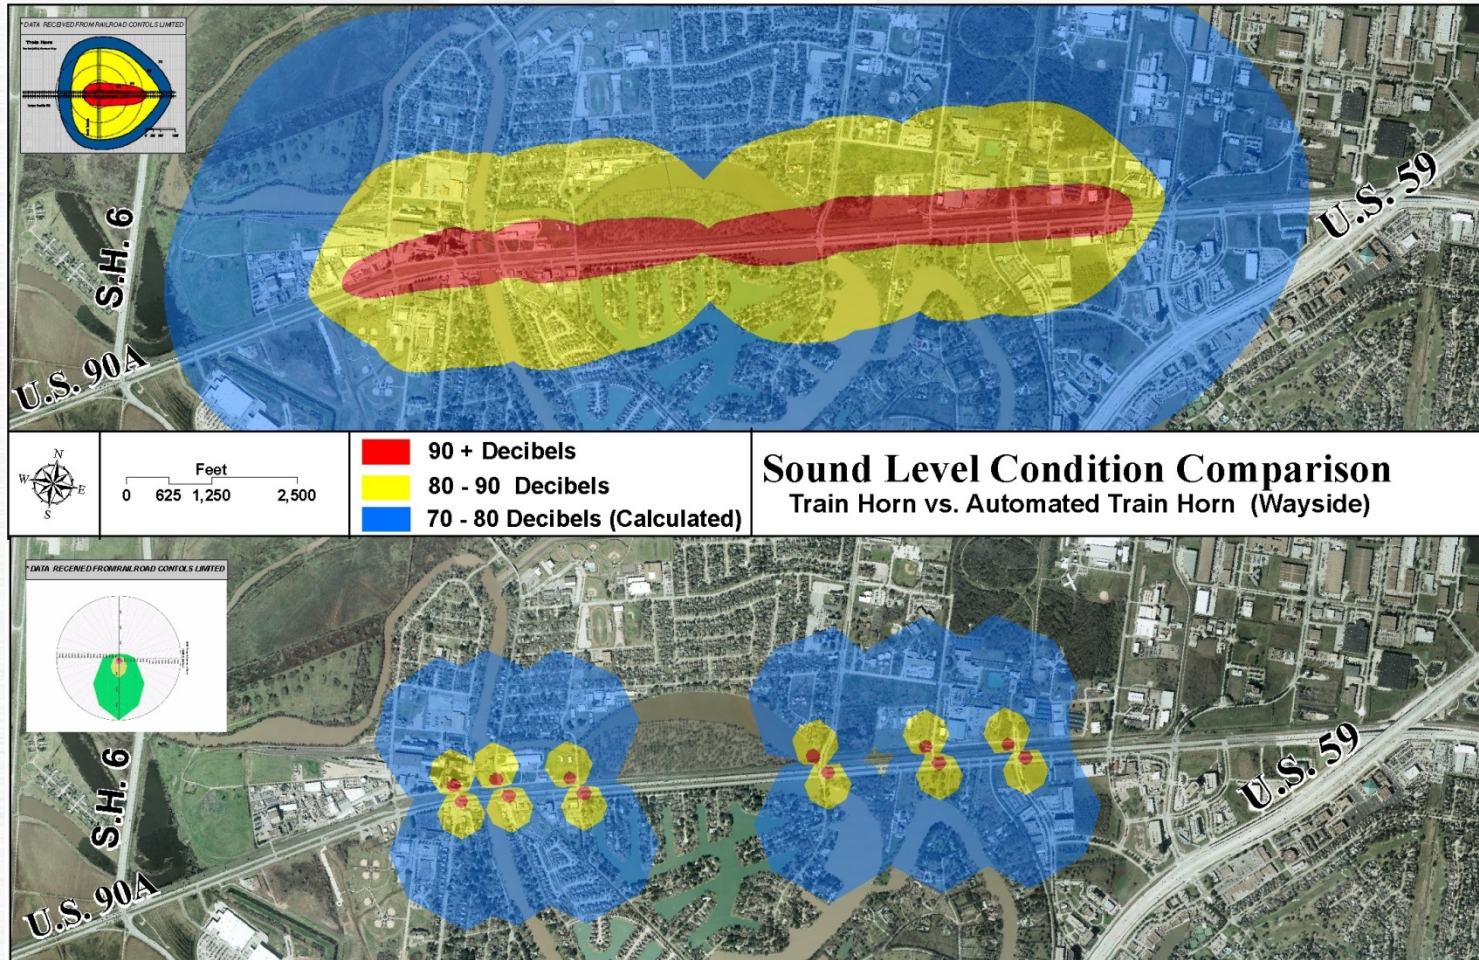 *DATA RECEIVED FROM RAILROAD CONTOLS LIMITED
Train Horn
S.H. 6
U.S. 90A
U.S. 59
N
W E
S
Feet
0 625 1,250 2,500
90 + Decibels
80 - 90 Decibels
70 - 80 Decibels (Calculated)
Sound Level Condition Comparison
Train Horn vs. Automated Train Horn (Wayside)
*DATA RECEIVED FROM RAILROAD CONTOLS LIMITED
S.H. 6
U.S. 90A
U.S. 59